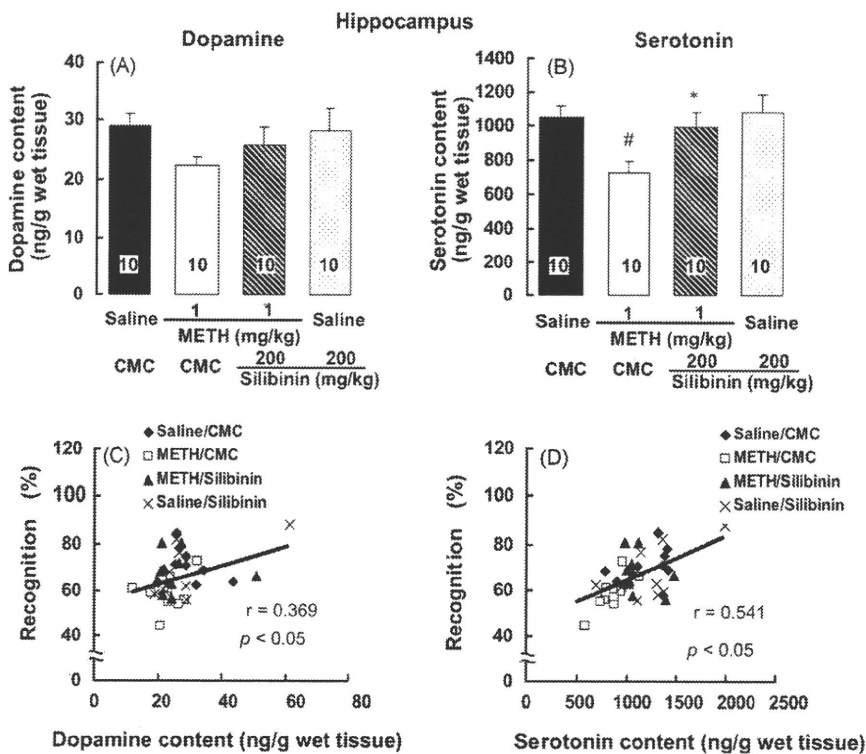 Hippocampus
Dopamine
Serotonin
(A)
Dopamine content
(ng/g wet tissue)
40
30
20
10
0
10
10
10
10
Saline
1
1
Saline
METH (mg/kg)
CMC
CMC
200
200
Silibinin (mg/kg)
(B)
Serotonin content
(ng/g wet tissue)
1400
1200
1000
800
600
400
200
0
#
*
10
10
10
10
Saline
1
1
Saline
METH (mg/kg)
CMC
CMC
200
200
Silibinin (mg/kg)
(C)
Recognition (%)
120
100
80
60
40
0
Saline/CMC
METH/CMC
METH/Silibinin
Saline/Silibinin
r = 0.369
p < 0.05
0
20
40
60
80
Dopamine content (ng/g wet tissue)
(D)
Recognition (%)
120
100
80
60
40
0
Saline/CMC
METH/CMC
METH/Silibinin
Saline/Silibinin
r = 0.541
p < 0.05
0
500
1000
1500
2000
2500
Serotonin content (ng/g wet tissue)